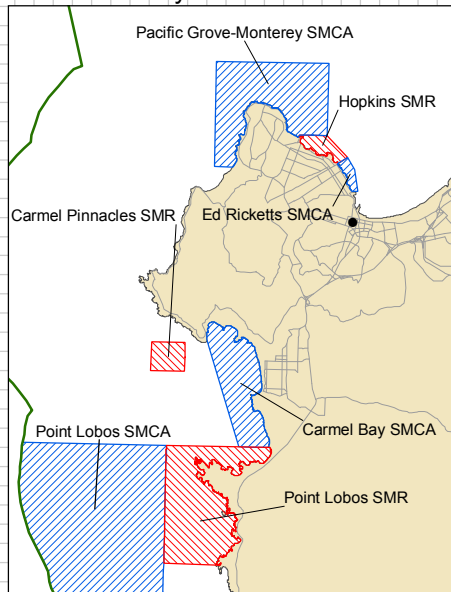 Pacific Grove-Monterey SMCA
Hopkins SMR
Carmel Pinnacles SMR
Ed Ricketts SMCA
Point Lobos SMCA
Carmel Bay SMCA
Point Lobos SMR